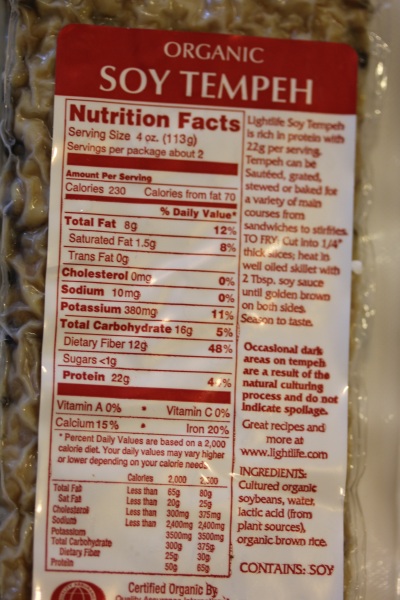 ORGANIC
SOY TEMPEH
Nutrition Facts
Serving Size 4 oz. (113g)
Servings per package about 2
Amount Per Serving
Calories 230 Calories from fat 70
% Daily Value*
Total Fat 8g 12%
Saturated Fat 1.5g 8%
Trans Fat 0g
Cholesterol 0mg 0%
Sodium 10mg 0%
Potassium 380mg 11%
Total Carbohydrate 16g 5%
Dietary Fiber 12g 48%
Sugars <1g
Protein 22g
Vitamin A 0% • Vitamin C 0%
Calcium 15% • Iron 20%
* Percent Daily Values are based on a 2,000
calorie diet. Your daily values may vary higher
or lower depending on your calorie needs
Calories 2,000
Total Fat Less than 65g 80g
Sat Fat Less than 20g 25g
Cholesterol Less than 300mg 375mg
Sodium Less than 2,400mg 2,400mg
Potassium 3500mg 3500mg
Total Carbohydrate 300g 375g
Dietary Fiber 25g 30g
Protein 50g 65g
Certified Organic By
Quality Assurance
Lightlife Soy Tempeh
is rich in protein with
22g per serving.
Tempeh can be
Sautéed, grated,
stewed or baked for
a variety of main
courses from
sandwiches to stirfries.
TO FRY: Cut into 1/4"
thick slices; heat in
well oiled skillet with
2 Tbsp. soy sauce
until golden brown
on both sides.
Season to taste.
Occasional dark
areas on tempeh
are a result of the
natural culturing
process and do not
indicate spoilage.
Great recipes and
more at
www.lightlife.com
INGREDIENTS:
Cultured organic
soybeans, water,
lactic acid (from
plant sources),
organic brown rice.
CONTAINS: SOY